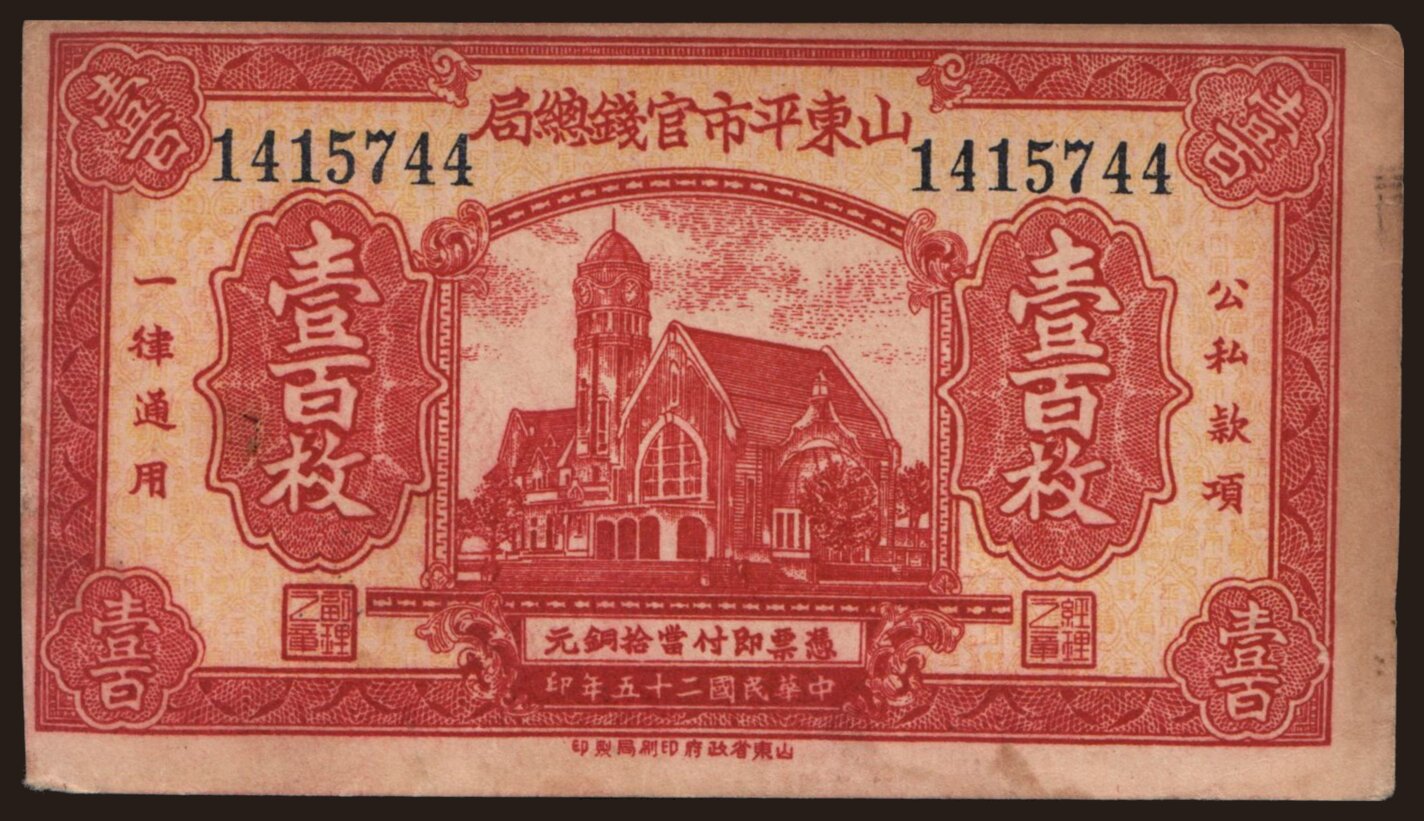 山東平市官錢總局
1415744
1415744
壹百
壹百
公私款項
一律通用
壹百枚
壹百枚
經理之章
副理之章
憑票即付當拾銅元
中華民國二十五年印
壹百
壹百
山東省政府印刷局製印